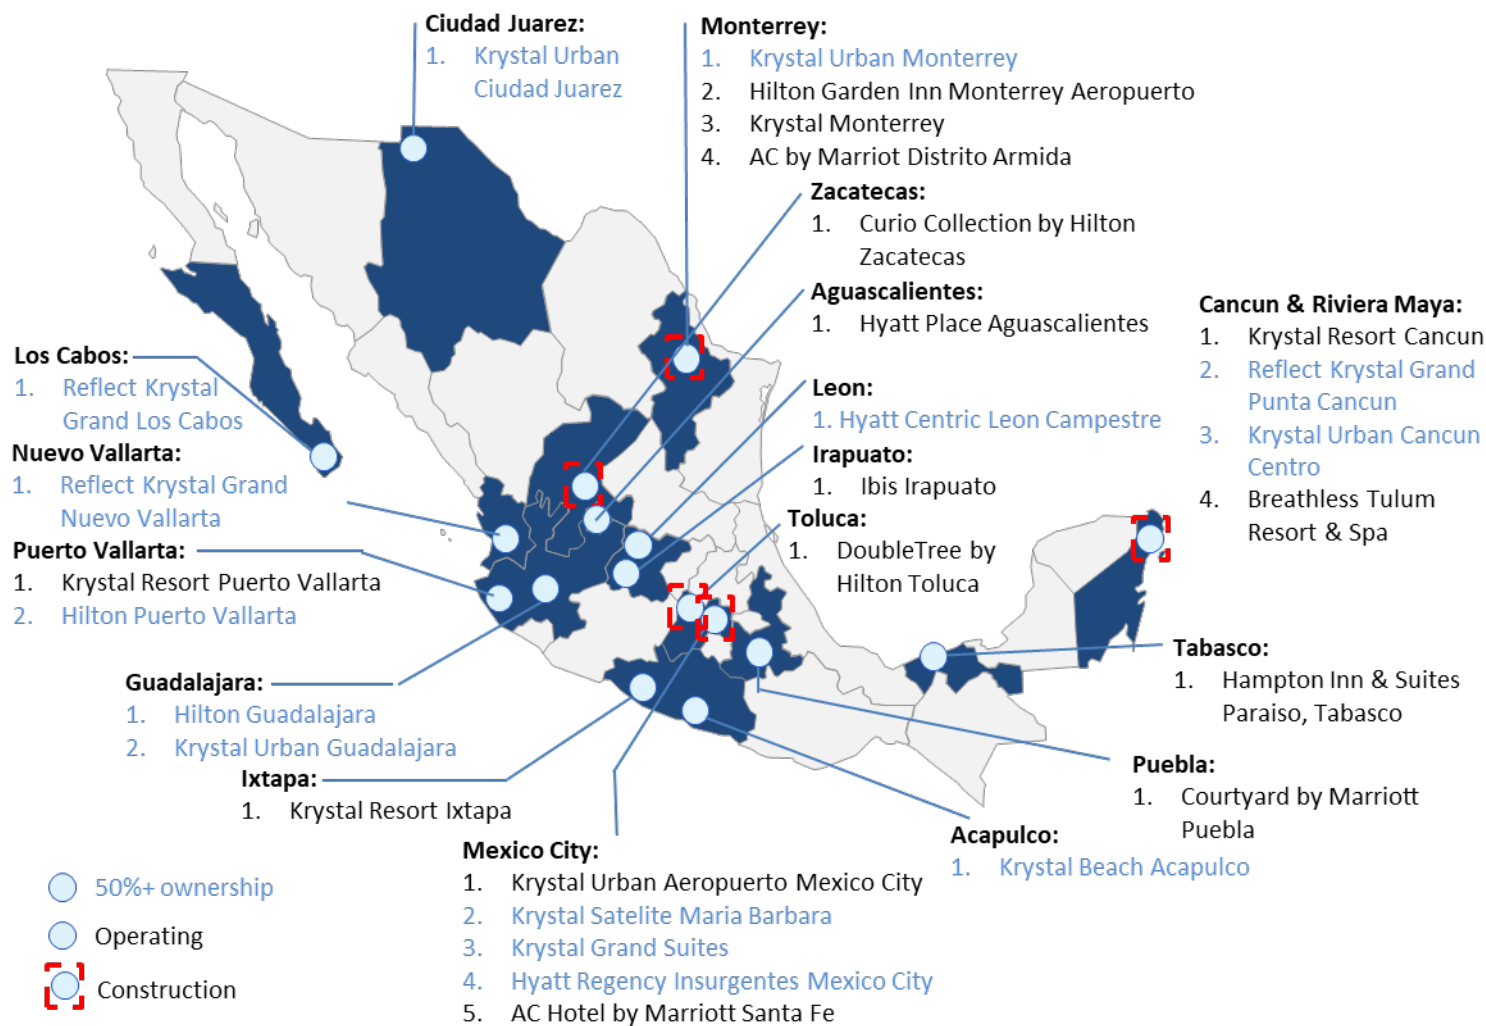 Ciudad Juarez:
1. Krystal Urban
Ciudad Juarez
Monterrey:
1. Krystal Urban Monterrey
2. Hilton Garden Inn Monterrey Aeropuerto
3. Krystal Monterrey
4. AC by Marriot Distrito Armida
Zacatecas:
1. Curio Collection by Hilton
Zacatecas
Aguascalientes:
1. Hyatt Place Aguascalientes
Cancun & Riviera Maya:
1. Krystal Resort Cancun
2. Reflect Krystal Grand
Punta Cancun
3. Krystal Urban Cancun
Centro
4. Breathless Tulum
Resort & Spa
Los Cabos:
1. Reflect Krystal
Grand Los Cabos
Leon:
1. Hyatt Centric Leon Campestre
Nuevo Vallarta:
1. Reflect Krystal Grand
Nuevo Vallarta
Irapuato:
1. Ibis Irapuato
Toluca:
1. DoubleTree by
Hilton Toluca
Puerto Vallarta:
1. Krystal Resort Puerto Vallarta
2. Hilton Puerto Vallarta
Tabasco:
1. Hampton Inn & Suites
Paraiso, Tabasco
Guadalajara:
1. Hilton Guadalajara
2. Krystal Urban Guadalajara
Ixtapa:
1. Krystal Resort Ixtapa
Puebla:
1. Courtyard by Marriott
Puebla
Acapulco:
1. Krystal Beach Acapulco
Mexico City:
1. Krystal Urban Aeropuerto Mexico City
2. Krystal Satelite Maria Barbara
3. Krystal Grand Suites
4. Hyatt Regency Insurgentes Mexico City
5. AC Hotel by Marriott Santa Fe
50%+ ownership
Operating
Construction